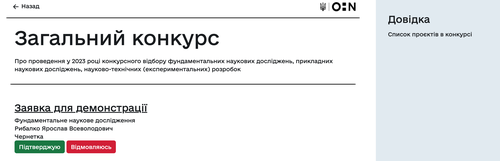 ← Назад
Загальний конкурс
Про проведення у 2023 році конкурсного відбору фундаментальних наукових досліджень, прикладних
наукових досліджень, науково-технічних (експериментальних) розробок
Заявка для демонстрації
Фундаментальне наукове дослідження
Рибалко Ярослав Всеволодович
Чернетка
Підтверджую Відмовляюсь
Довідка
Список проєктів в конкурсі